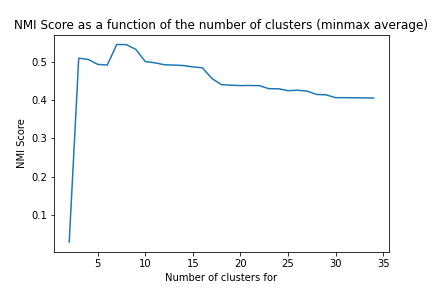 NMI Score as a function of the number of clusters (minmax average)
0.5
0.4
0.3
0.2
0.1
NMI Score
5 10 15 20 25 30 35
Number of clusters for